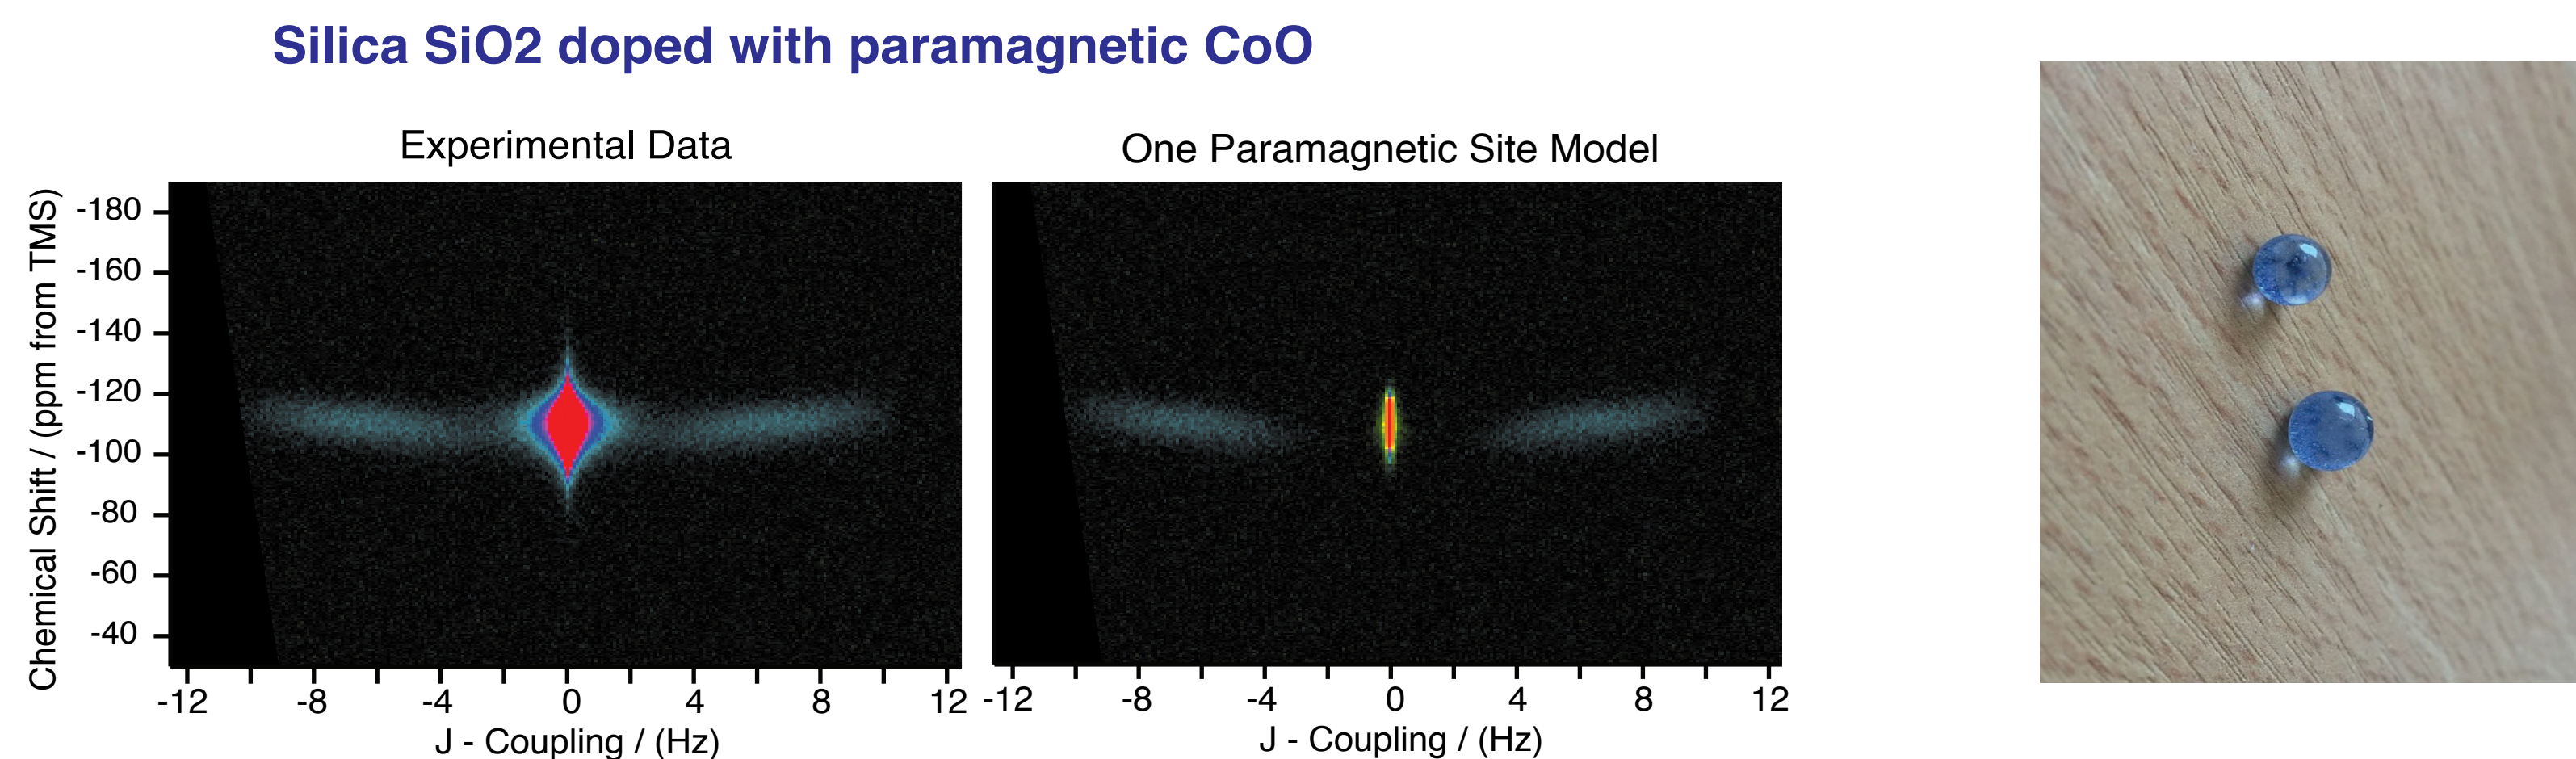 Silica SiO2 doped with paramagnetic CoO
Experimental Data
One Paramagnetic Site Model
Chemical Shift / (ppm from TMS)
-180
-160
-140
-120
-100
-80
-60
-40
-12 -8 -4 0 4 8 12
J - Coupling / (Hz)
-12 -8 -4 0 4 8 12
J - Coupling / (Hz)